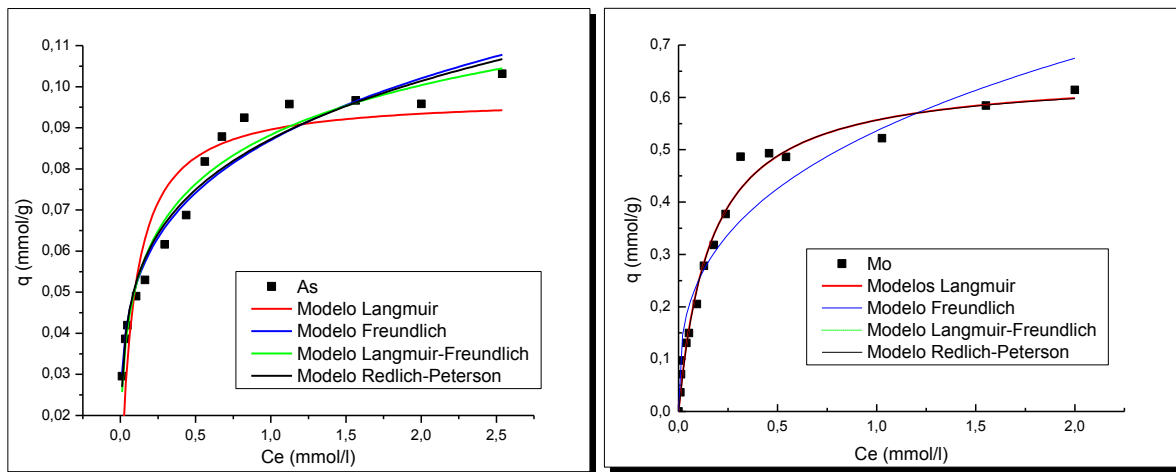 0,11
0,10
0,09
0,08
0,07
0,06
0,05
0,04
0,03
0,02
q (mmol/g)
As
Modelo Langmuir
Modelo Freundlich
Modelo Langmuir-Freundlich
Modelo Redlich-Peterson
0,0 0,5 1,0 1,5 2,0 2,5
Ce (mmol/l)
0,7
0,6
0,5
0,4
0,3
0,2
0,1
0,0
q (mmol/g)
Mo
Modelos Langmuir
Modelo Freundlich
Modelo Langmuir-Freundlich
Modelo Redlich-Peterson
0,0 0,5 1,0 1,5 2,0
Ce (mmol/l)